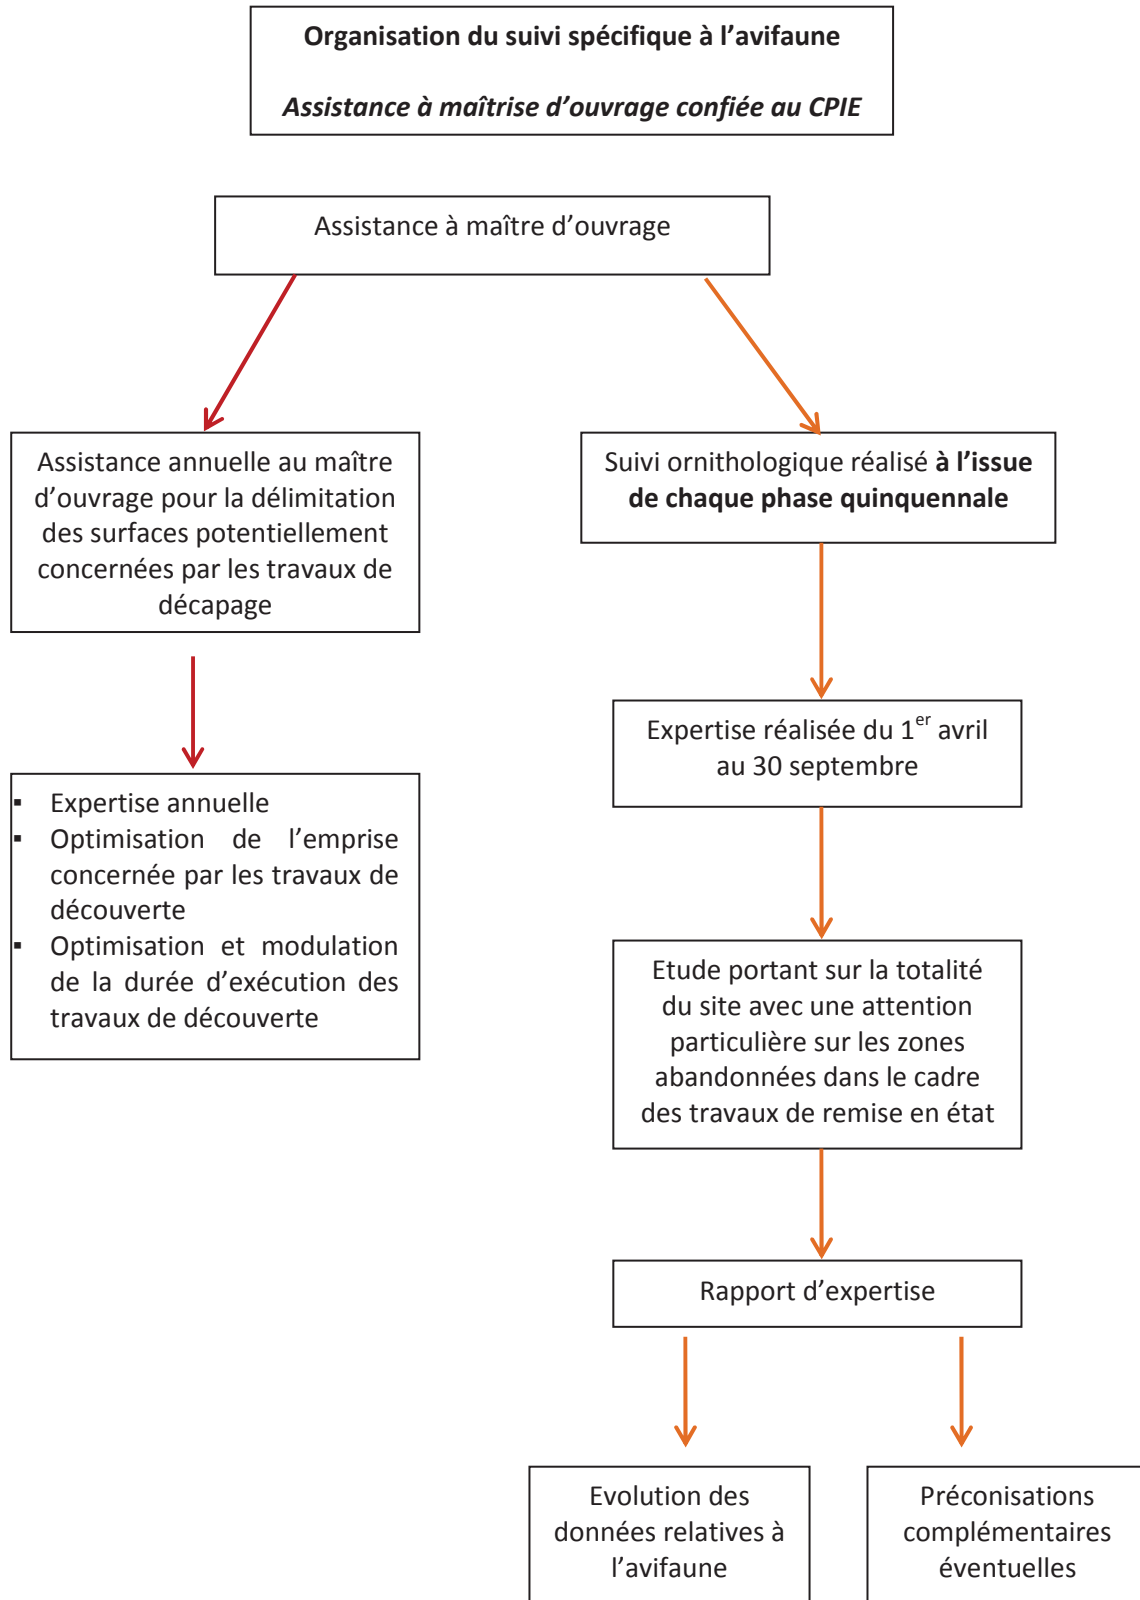 Organisation du suivi spécifique à l’avifaune
Assistance à maîtrise d’ouvrage confiée au CPIE
Assistance à maître d’ouvrage
Assistance annuelle au maître
d’ouvrage pour la délimitation
des surfaces potentiellement
concernées par les travaux de
décapage
▪ Expertise annuelle
▪ Optimisation de l’emprise
concernée par les travaux de
découverte
▪ Optimisation et modulation
de la durée d’exécution des
travaux de découverte
Suivi ornithologique réalisé à l’issue
de chaque phase quinquennale
Expertise réalisée du 1er avril
au 30 septembre
Etude portant sur la totalité
du site avec une attention
particulière sur les zones
abandonnées dans le cadre
des travaux de remise en état
Rapport d’expertise
Evolution des
données relatives à
l’avifaune
Préconisations
complémentaires
éventuelles